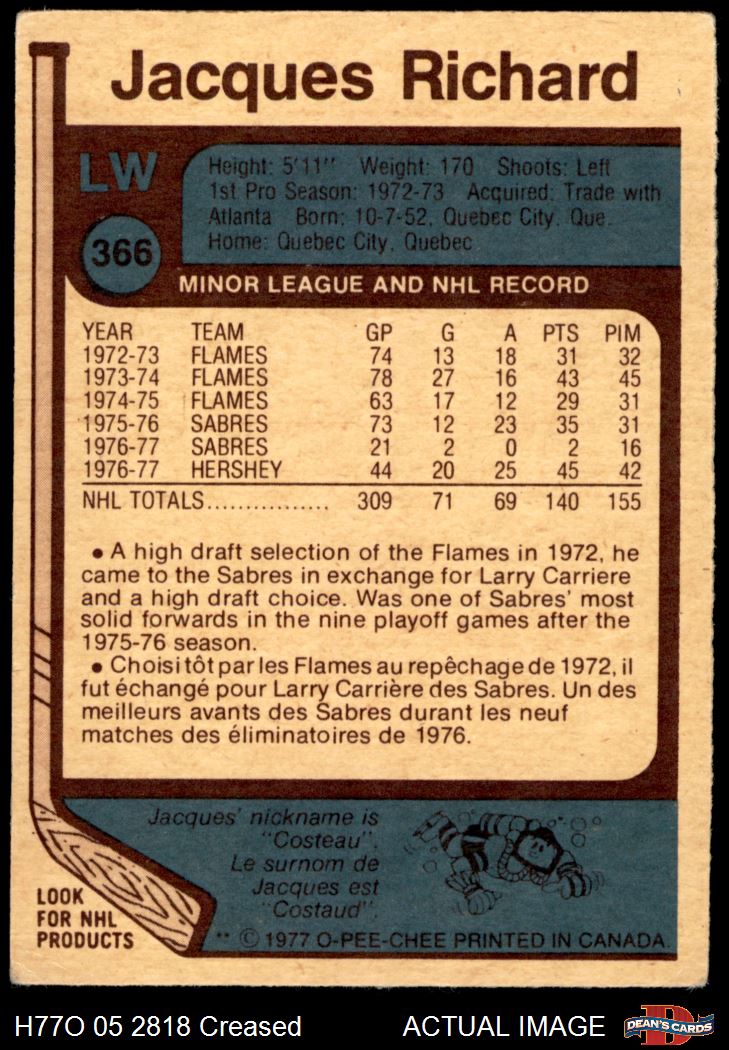 Jacques Richard
LW
366
Height: 5'11" Weight: 170 Shoots: Left
1st Pro Season: 1972-73 Acquired: Trade with
Atlanta Born: 10-7-52, Quebec City, Que.
Home: Quebec City, Quebec
MINOR LEAGUE AND NHL RECORD
YEAR TEAM GP G A PTS PIM
1972-73 FLAMES 74 13 18 31 32
1973-74 FLAMES 78 27 16 43 45
1974-75 FLAMES 63 17 12 29 31
1975-76 SABRES 73 12 23 35 31
1976-77 SABRES 21 2 0 2 16
1976-77 HERSHEY 44 20 25 45 42
NHL TOTALS................ 309 71 69 140 155
• A high draft selection of the Flames in 1972, he
came to the Sabres in exchange for Larry Carriere
and a high draft choice. Was one of Sabres' most
solid forwards in the nine playoff games after the
1975-76 season.
• Choisi tôt par les Flames au repêchage de 1972, il
fut échangé pour Larry Carrière des Sabres. Un des
meilleurs avants des Sabres durant les neuf
matches des éliminatoires de 1976.
Jacques' nickname is
"Costeau".
Le surnom de
Jacques est
"Costaud".
LOOK
FOR NHL
PRODUCTS
** © 1977 O-PEE-CHEE PRINTED IN CANADA.
H77O 05 2818 Creased ACTUAL IMAGE
DEAN'S CARDS